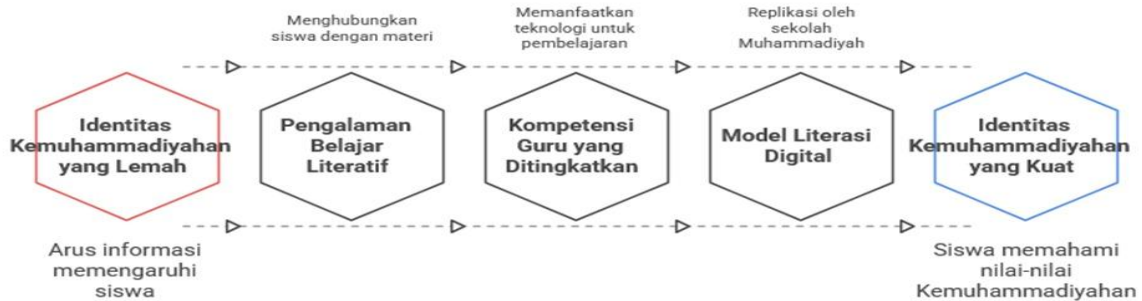 Menghubungkan
siswa dengan materi
Memanfaatkan
teknologi untuk
pembelajaran
Replikasi oleh
sekolah
Muhammadiyah
Identitas
Kemuhammadiyahan
yang Lemah
Pengalaman
Belajar
Literatif
Kompetensi
Guru yang
Ditingkatkan
Model Literasi
Digital
Identitas
Kemuhammadiyahan
yang Kuat
Arus informasi
memengaruhi
siswa
Siswa memahami
nilai-nilai
Kemuhammadiyahan